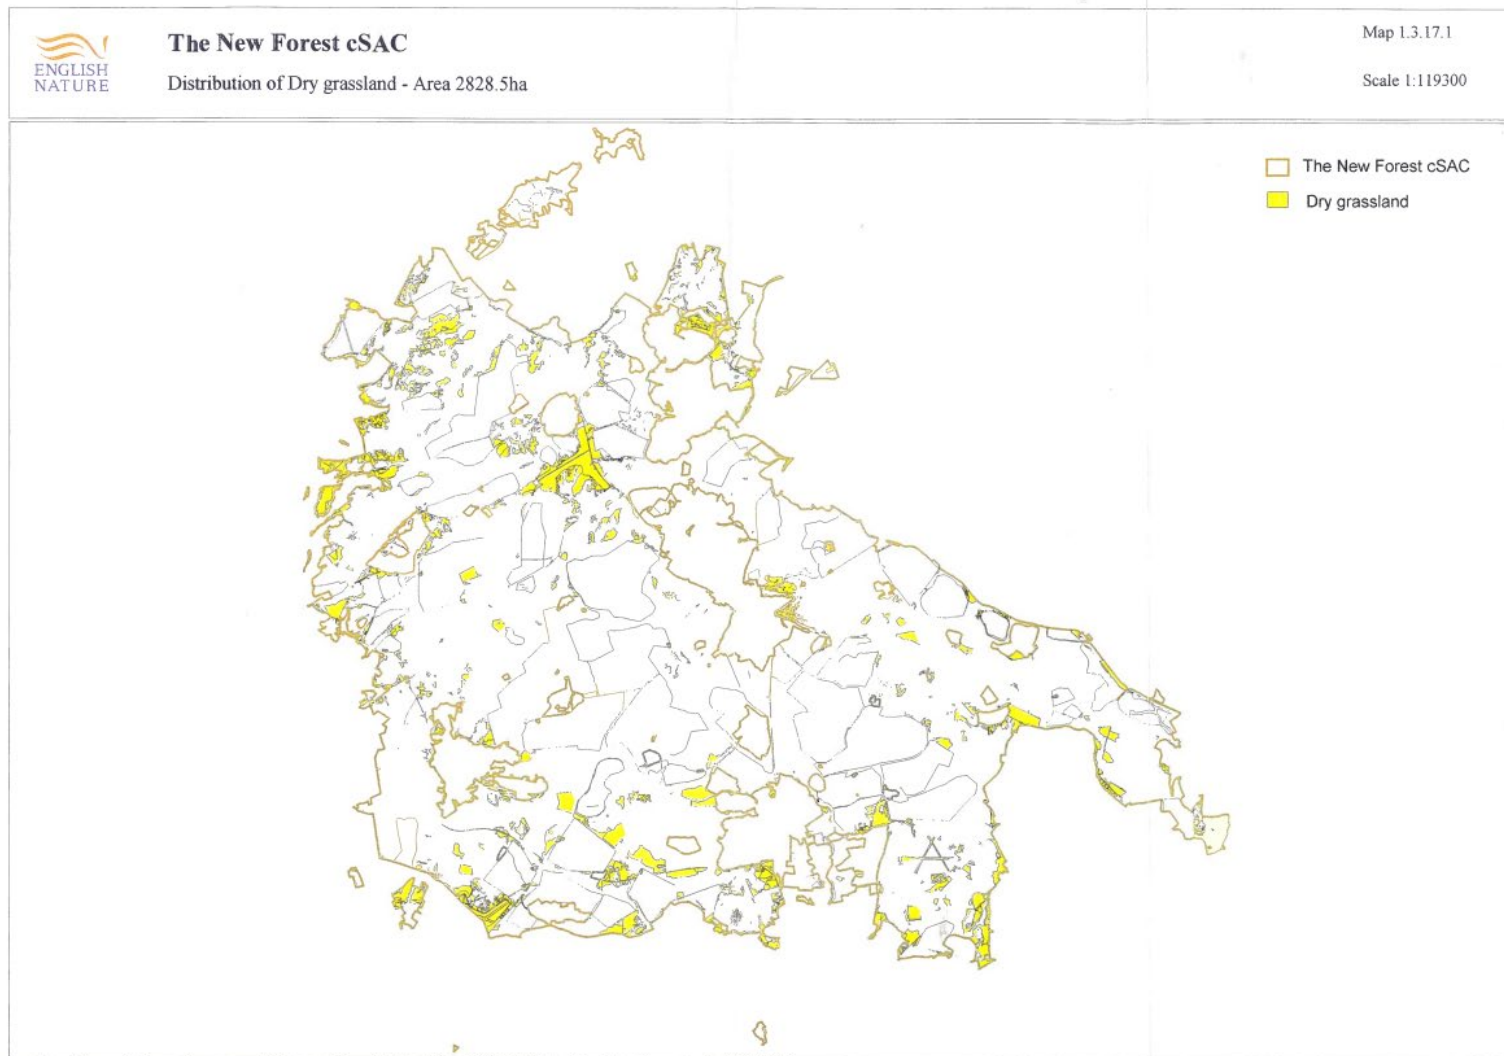 ENGLISH
NATURE
The New Forest cSAC
Distribution of Dry grassland - Area 2828.5ha
Map 1.3.17.1
Scale 1:119300
The New Forest cSAC
Dry grassland